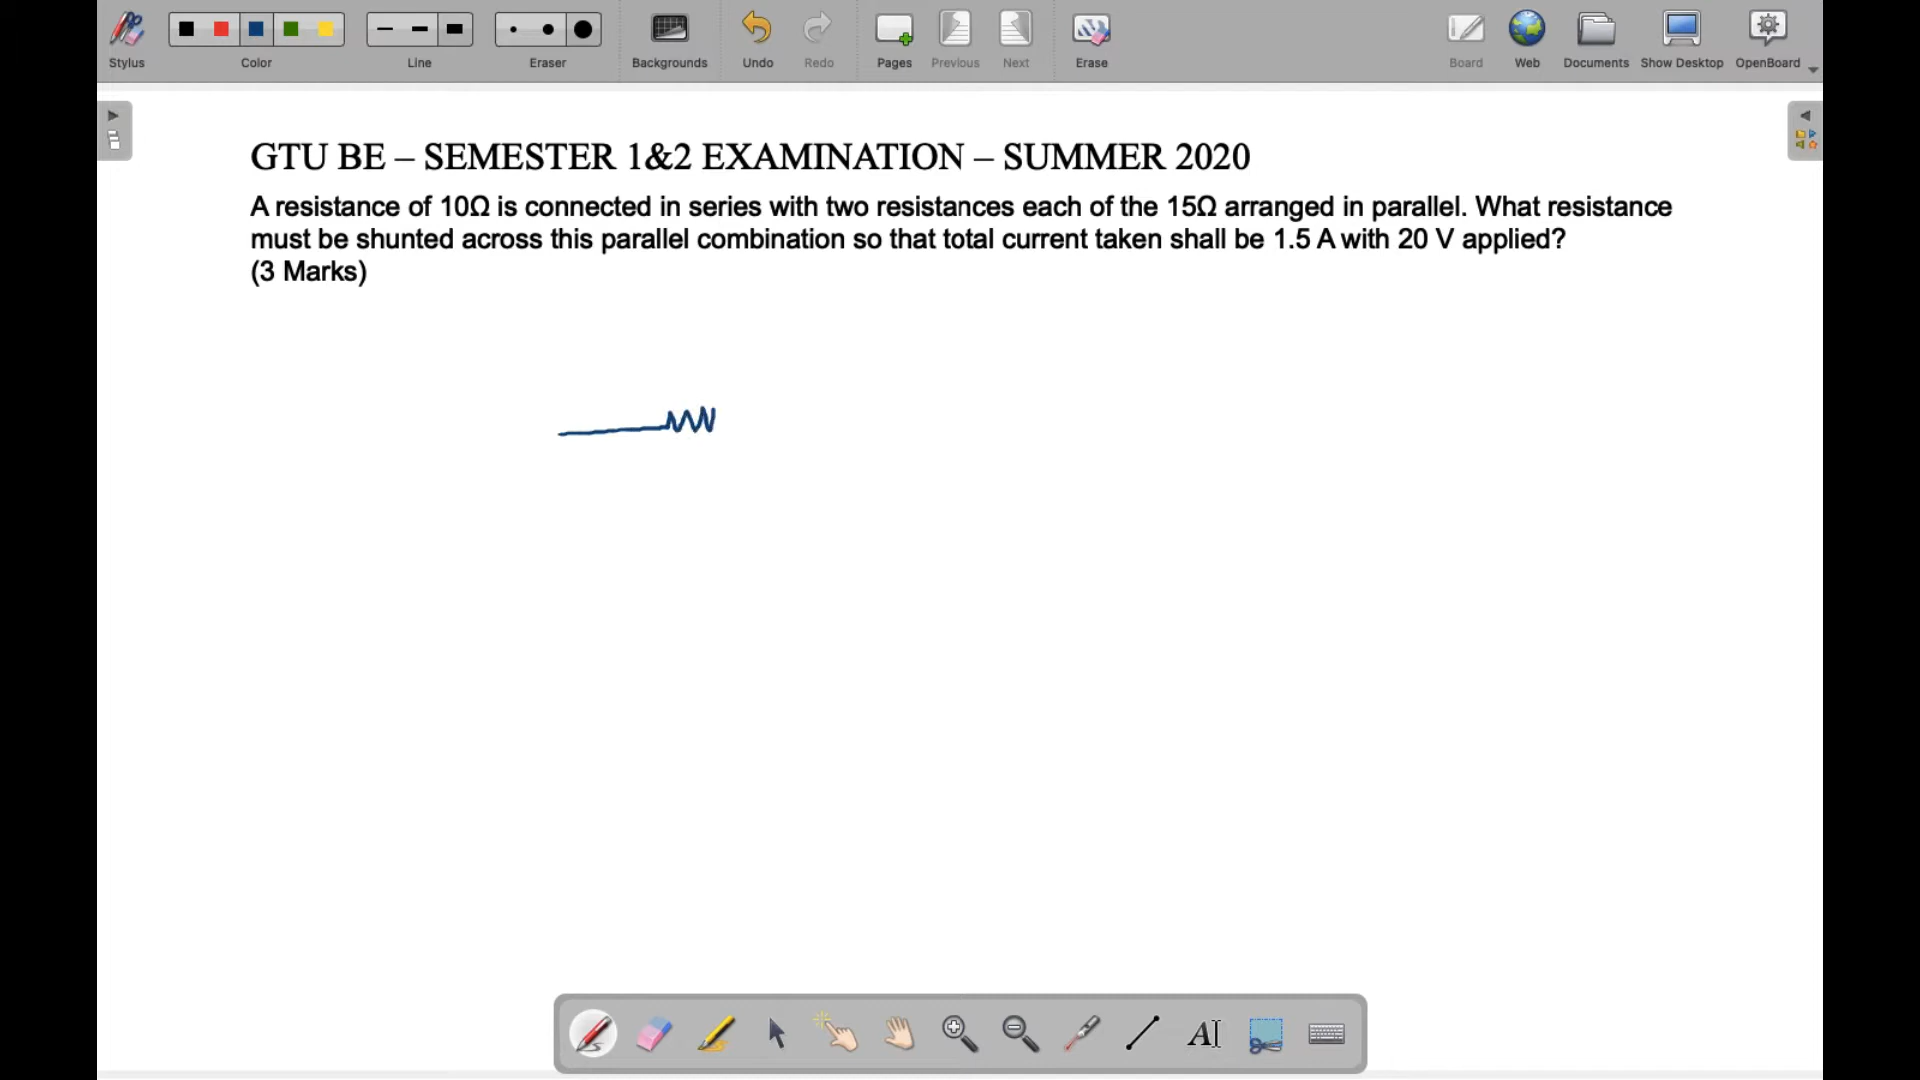 Stylus
Color
Line
Eraser
Backgrounds
Undo
Redo
Pages
Previous
Next
Erase
Board
Web
Documents
Show Desktop
OpenBoard
GTU BE – SEMESTER 1&2 EXAMINATION – SUMMER 2020
A resistance of 10Ω is connected in series with two resistances each of the 15Ω arranged in parallel. What resistance
must be shunted across this parallel combination so that total current taken shall be 1.5 A with 20 V applied?
(3 Marks)